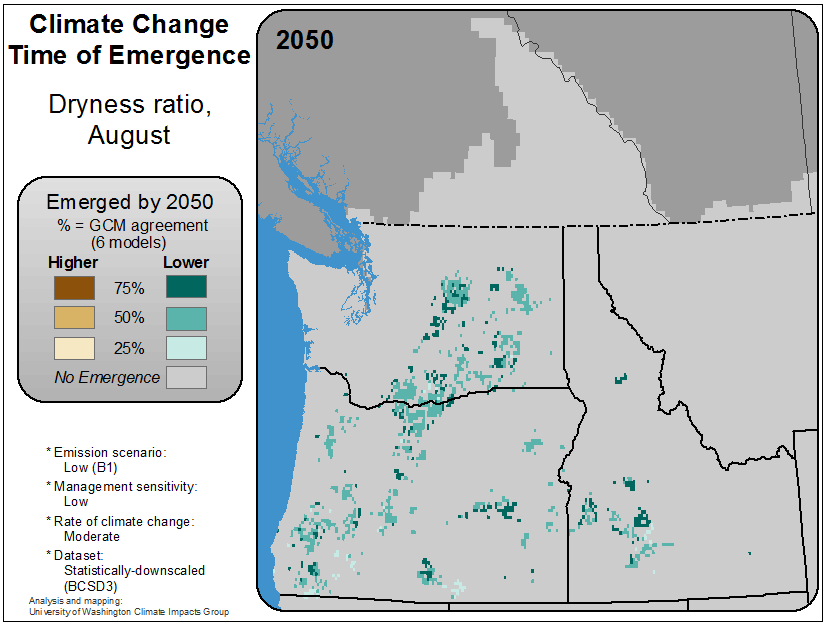 Climate Change
Time of Emergence
Dryness ratio,
August
2050
Emerged by 2050
% = GCM agreement
(6 models)
Higher Lower
75%
50%
25%
No Emergence
* Emission scenario:
Low (B1)
* Management sensitivity:
Low
* Rate of climate change:
Moderate
* Dataset:
Statistically-downscaled
(BCSD3)
Analysis and mapping:
University of Washington Climate Impacts Group